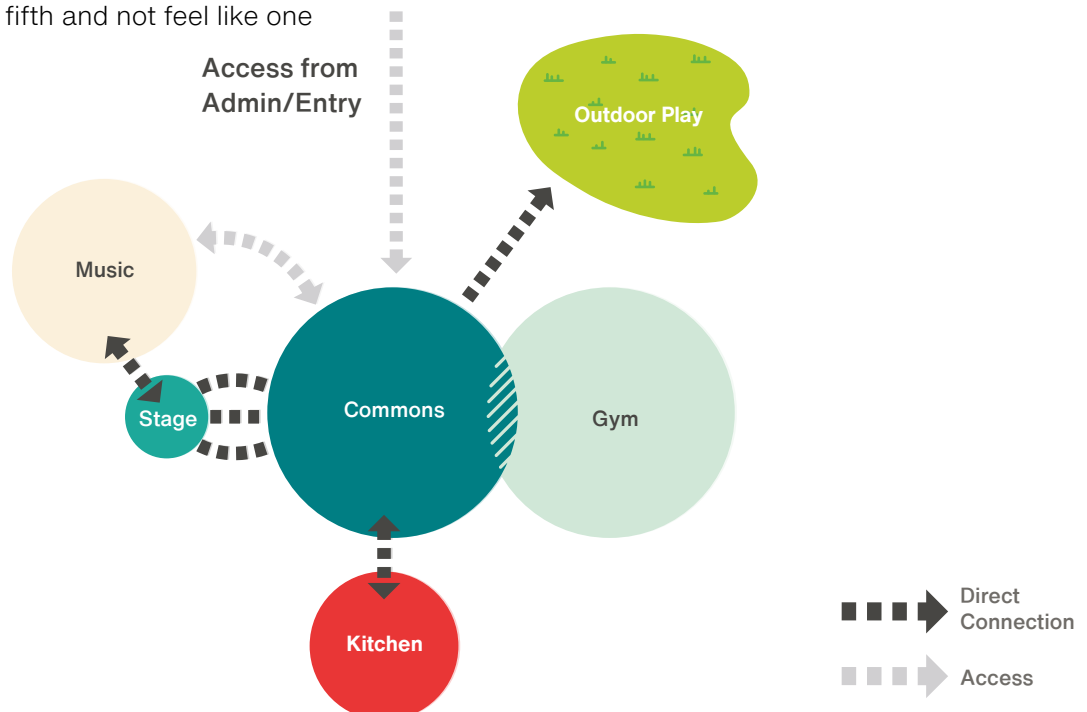 fifth and not feel like one
Access from
Admin/Entry
Outdoor Play
Music
Stage
Commons
Gym
Kitchen
Direct
Connection
Access